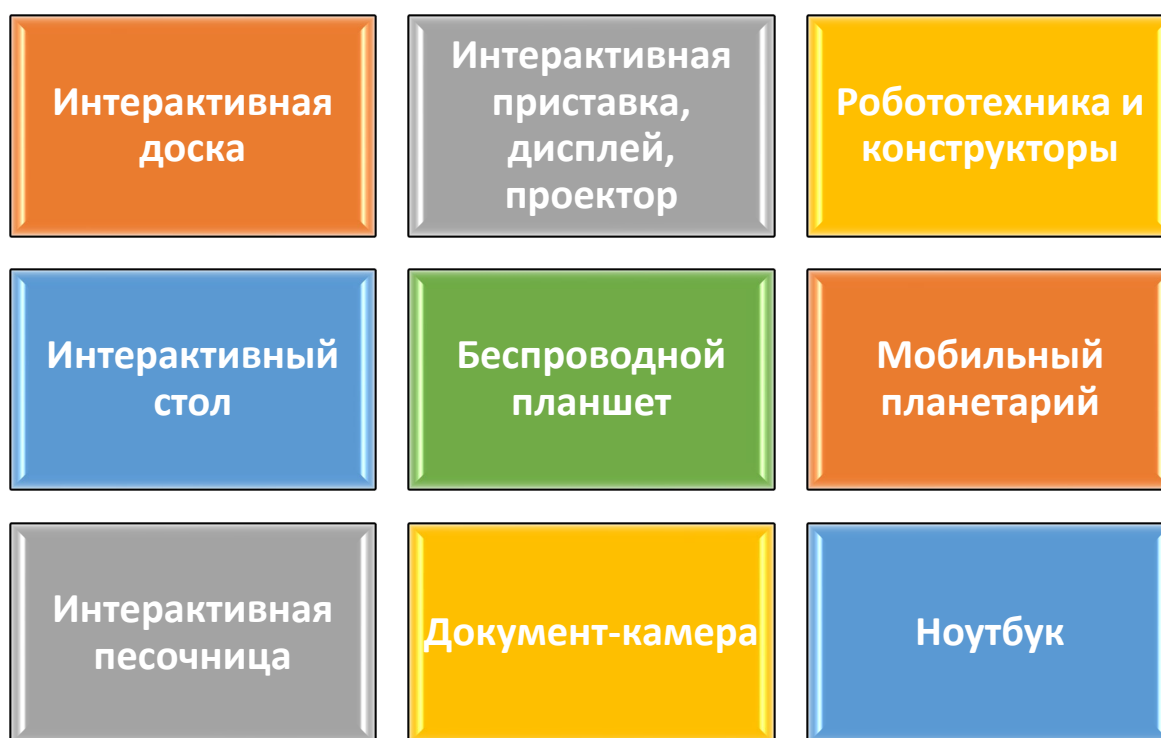 Интерактивная
доска
Интерактивная
приставка,
дисплей,
проектор
Робототехника и
конструкторы
Интерактивный
стол
Беспроводной
планшет
Мобильный
планетарий
Интерактивная
песочница
Документ-камера
Ноутбук